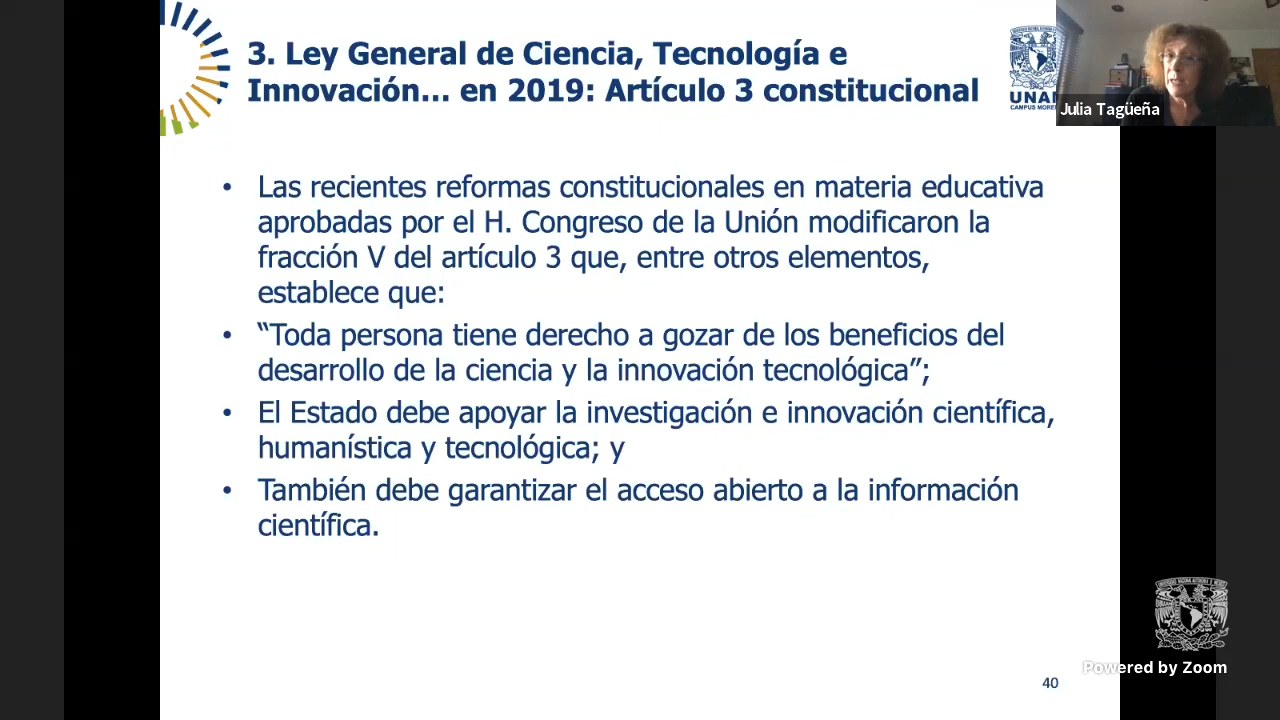 3. Ley General de Ciencia, Tecnología e
Innovación... en 2019: Artículo 3 constitucional
UNAM
CAMPUS MORE
Julia Tagüeña
• Las recientes reformas constitucionales en materia educativa
aprobadas por el H. Congreso de la Unión modificaron la
fracción V del artículo 3 que, entre otros elementos,
establece que:
• “Toda persona tiene derecho a gozar de los beneficios del
desarrollo de la ciencia y la innovación tecnológica”;
• El Estado debe apoyar la investigación e innovación científica,
humanística y tecnológica; y
• También debe garantizar el acceso abierto a la información
científica.
Powered by Zoom
40